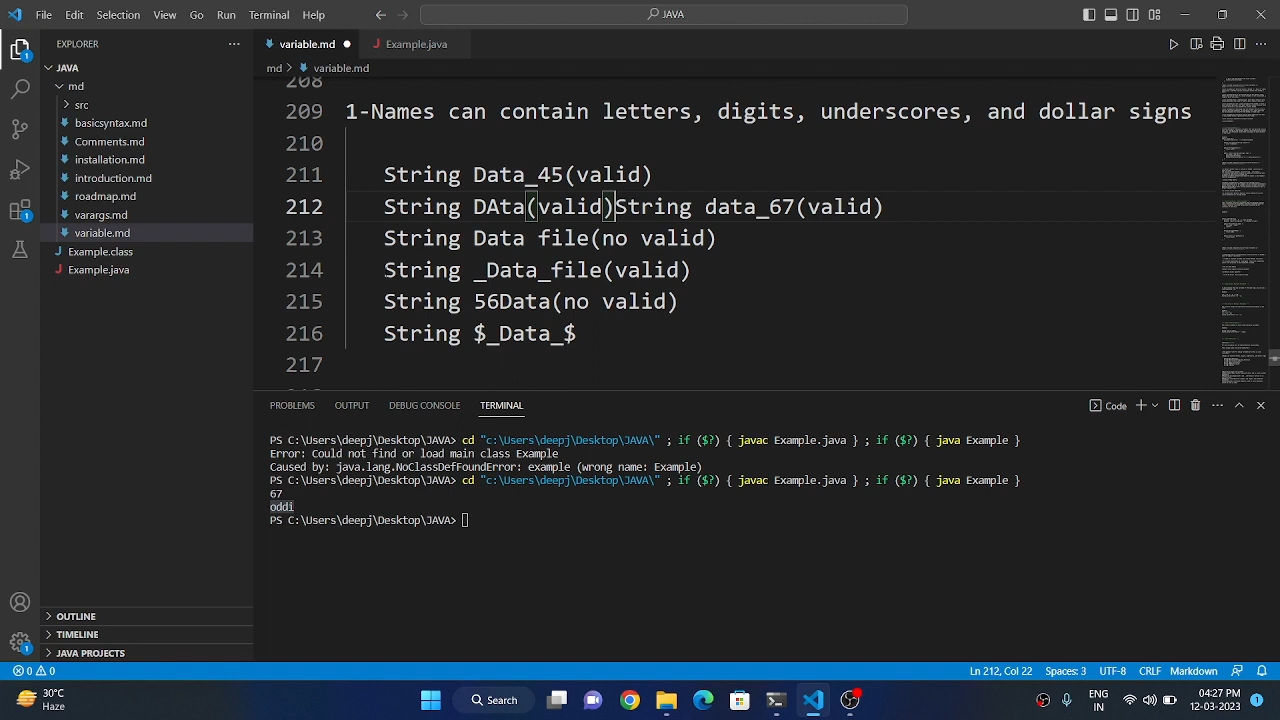 File Edit Selection View Go Run Terminal Help
JAVA
EXPLORER
variable.md
Example.java
JAVA
md > variable.md
md
src
basicsyntax.md
Comments.md
installation.md
introduction.md
roadmap.md
varargs.md
variable.md
Example.class
Example.java
208
209 1-Names can contain letters, digits, underscores, and dollar signs
210
211 String Data_45(valid)
212 String DATA(valid)String data_67(valid)
213 String Data file(no valid)
214 String _Datafile(valid)
215 String 56Data(no valid)
216 String $_Data_$
217
PROBLEMS OUTPUT DEBUG CONSOLE TERMINAL
Code
PS C:\Users\deepj\Desktop\JAVA> cd "c:\Users\deepj\Desktop\JAVA\" ; if ($?) { javac Example.java } ; if ($?) { java Example }
Error: Could not find or load main class Example
Caused by: java.lang.NoClassDefFoundError: example (wrong name: Example)
PS C:\Users\deepj\Desktop\JAVA> cd "c:\Users\deepj\Desktop\JAVA\" ; if ($?) { javac Example.java } ; if ($?) { java Example }
67
oddi
PS C:\Users\deepj\Desktop\JAVA>
OUTLINE
TIMELINE
JAVA PROJECTS
0 0
Ln 212, Col 22 Spaces: 3 UTF-8 CRLF Markdown
30°C
Haze
Search
ENG
IN
04:27 PM
12-03-2023
1